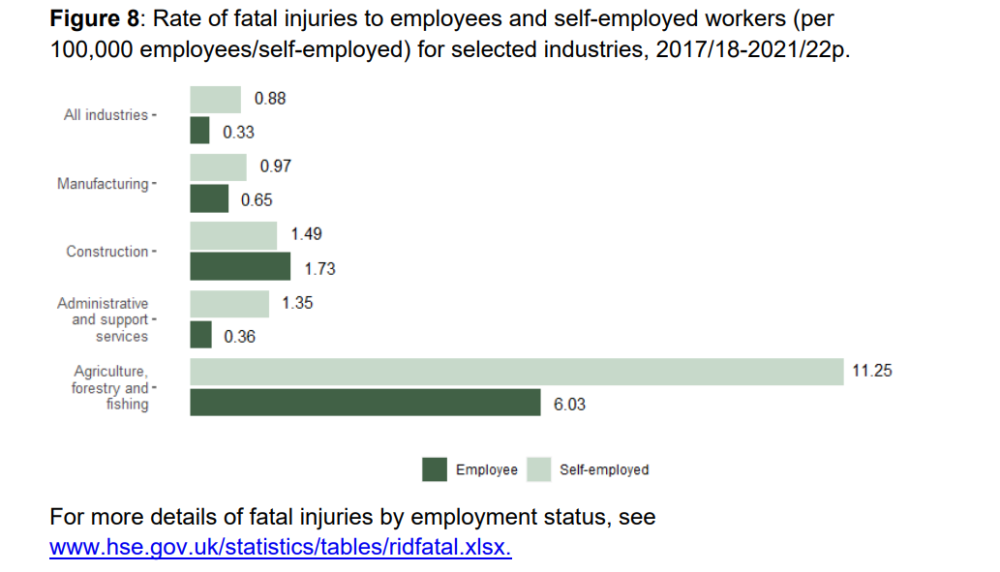 Figure 8: Rate of fatal injuries to employees and self-employed workers (per
100,000 employees/self-employed) for selected industries, 2017/18-2021/22p.
All industries
0.88
0.33
Manufacturing
0.97
0.65
Construction
1.49
1.73
Administrative
and support
services
1.35
0.36
Agriculture,
forestry and
fishing
11.25
6.03
Employee Self-employed
For more details of fatal injuries by employment status, see
www.hse.gov.uk/statistics/tables/ridfatal.xlsx.